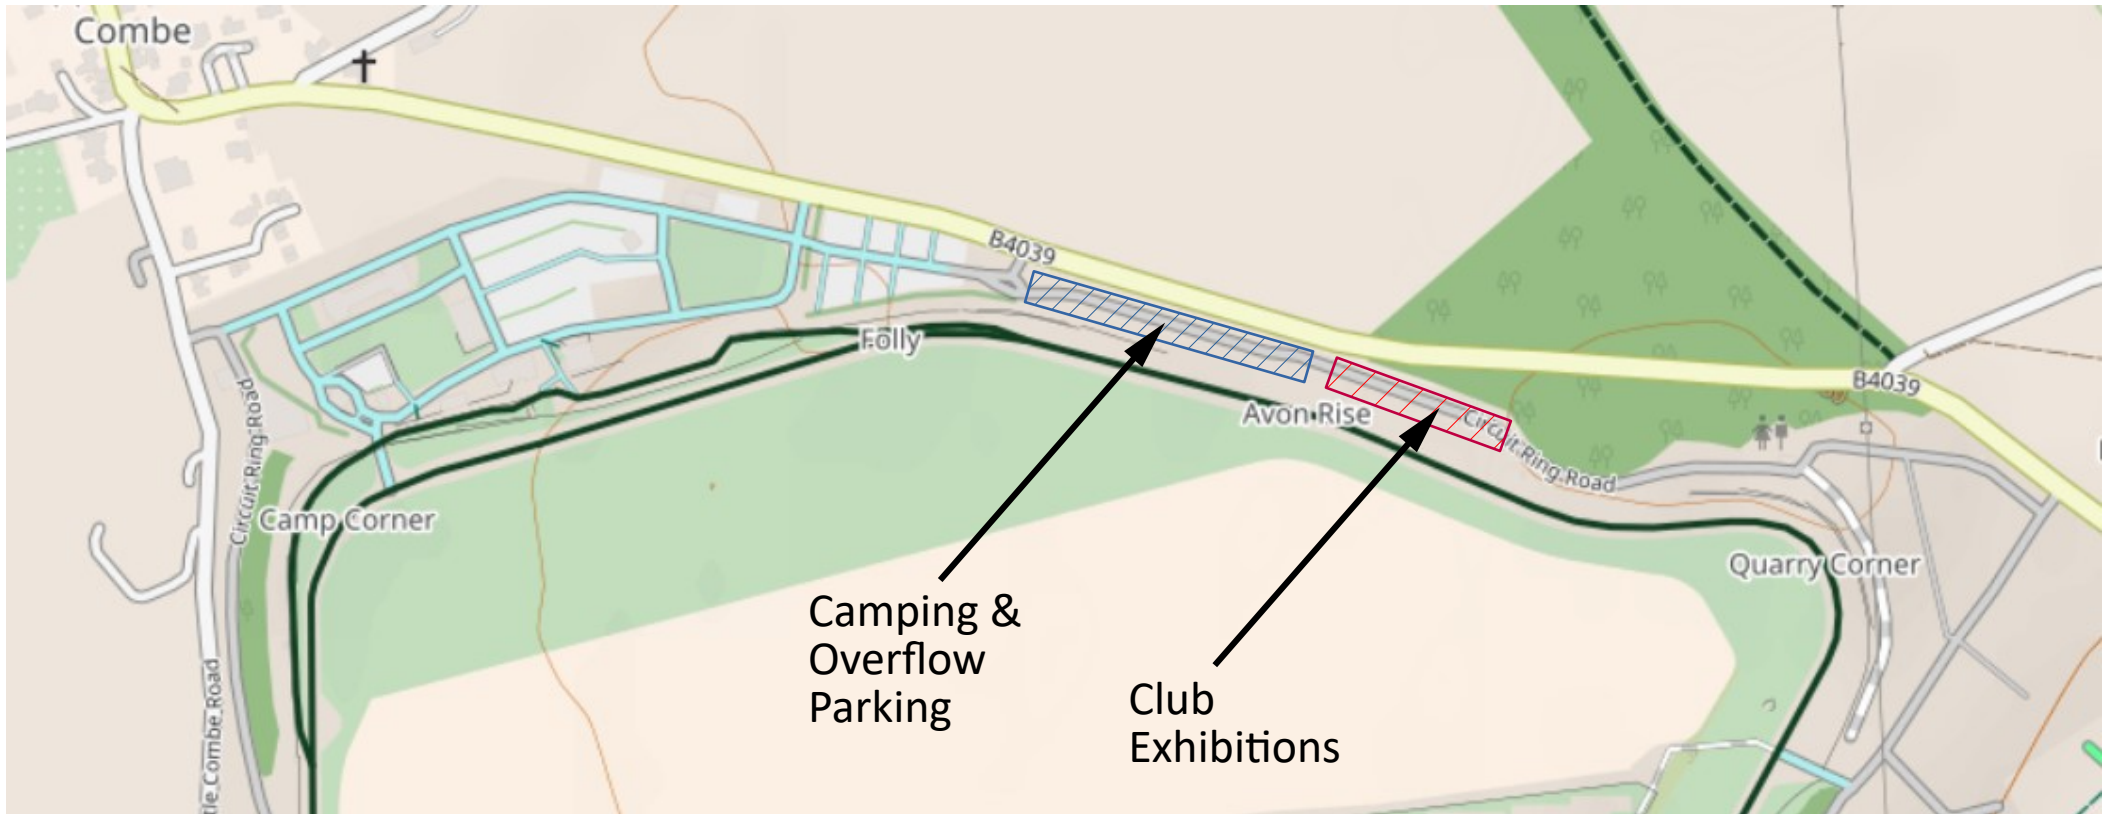 Combe
B4039
Folly
Avon Rise
B4039
Circuit Ring Road
Circuit Ring Road
Camp Corner
Quarry Corner
Camping &
Overflow
Parking
Club
Exhibitions
tle Combe Road